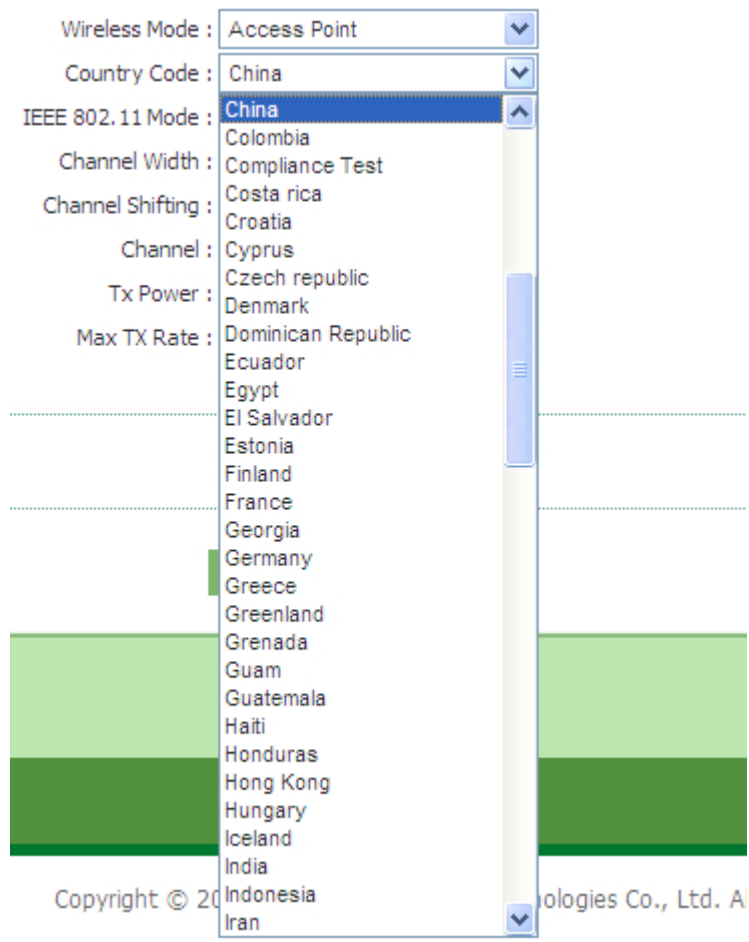 Wireless Mode : Access Point
Country Code : China
IEEE 802.11 Mode :
Channel Width :
Channel Shifting :
Channel :
Tx Power :
Max TX Rate :
China
Colombia
Compliance Test
Costa rica
Croatia
Cyprus
Czech republic
Denmark
Dominican Republic
Ecuador
Egypt
El Salvador
Estonia
Finland
France
Georgia
Germany
Greece
Greenland
Grenada
Guam
Guatemala
Haiti
Honduras
Hong Kong
Hungary
Iceland
India
Indonesia
Iran
Copyright © Co., Ltd.